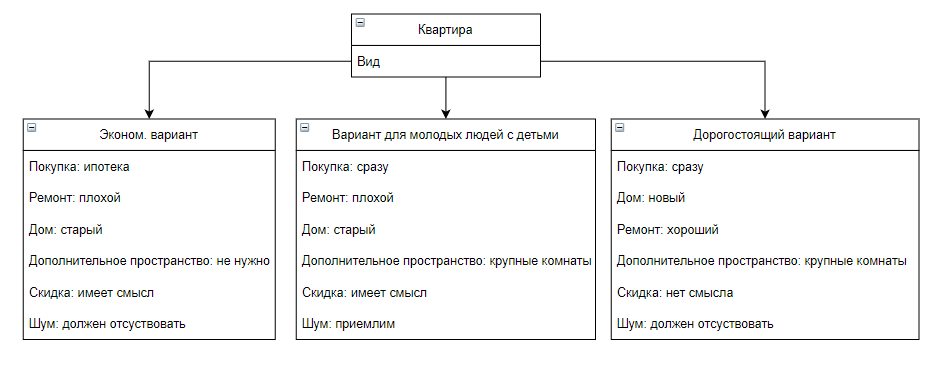 Квартира
Вид
Эконом. вариант
Покупка: ипотека
Ремонт: плохой
Дом: старый
Дополнительное пространство: не нужно
Скидка: имеет смысл
Шум: должен отсуствовать
Вариант для молодых людей с детьми
Покупка: сразу
Ремонт: плохой
Дом: старый
Дополнительное пространство: крупные комнаты
Скидка: имеет смысл
Шум: приемлим
Дорогостоящий вариант
Покупка: сразу
Дом: новый
Ремонт: хороший
Дополнительное пространство: крупные комнаты
Скидка: нет смысла
Шум: должен отсуствовать